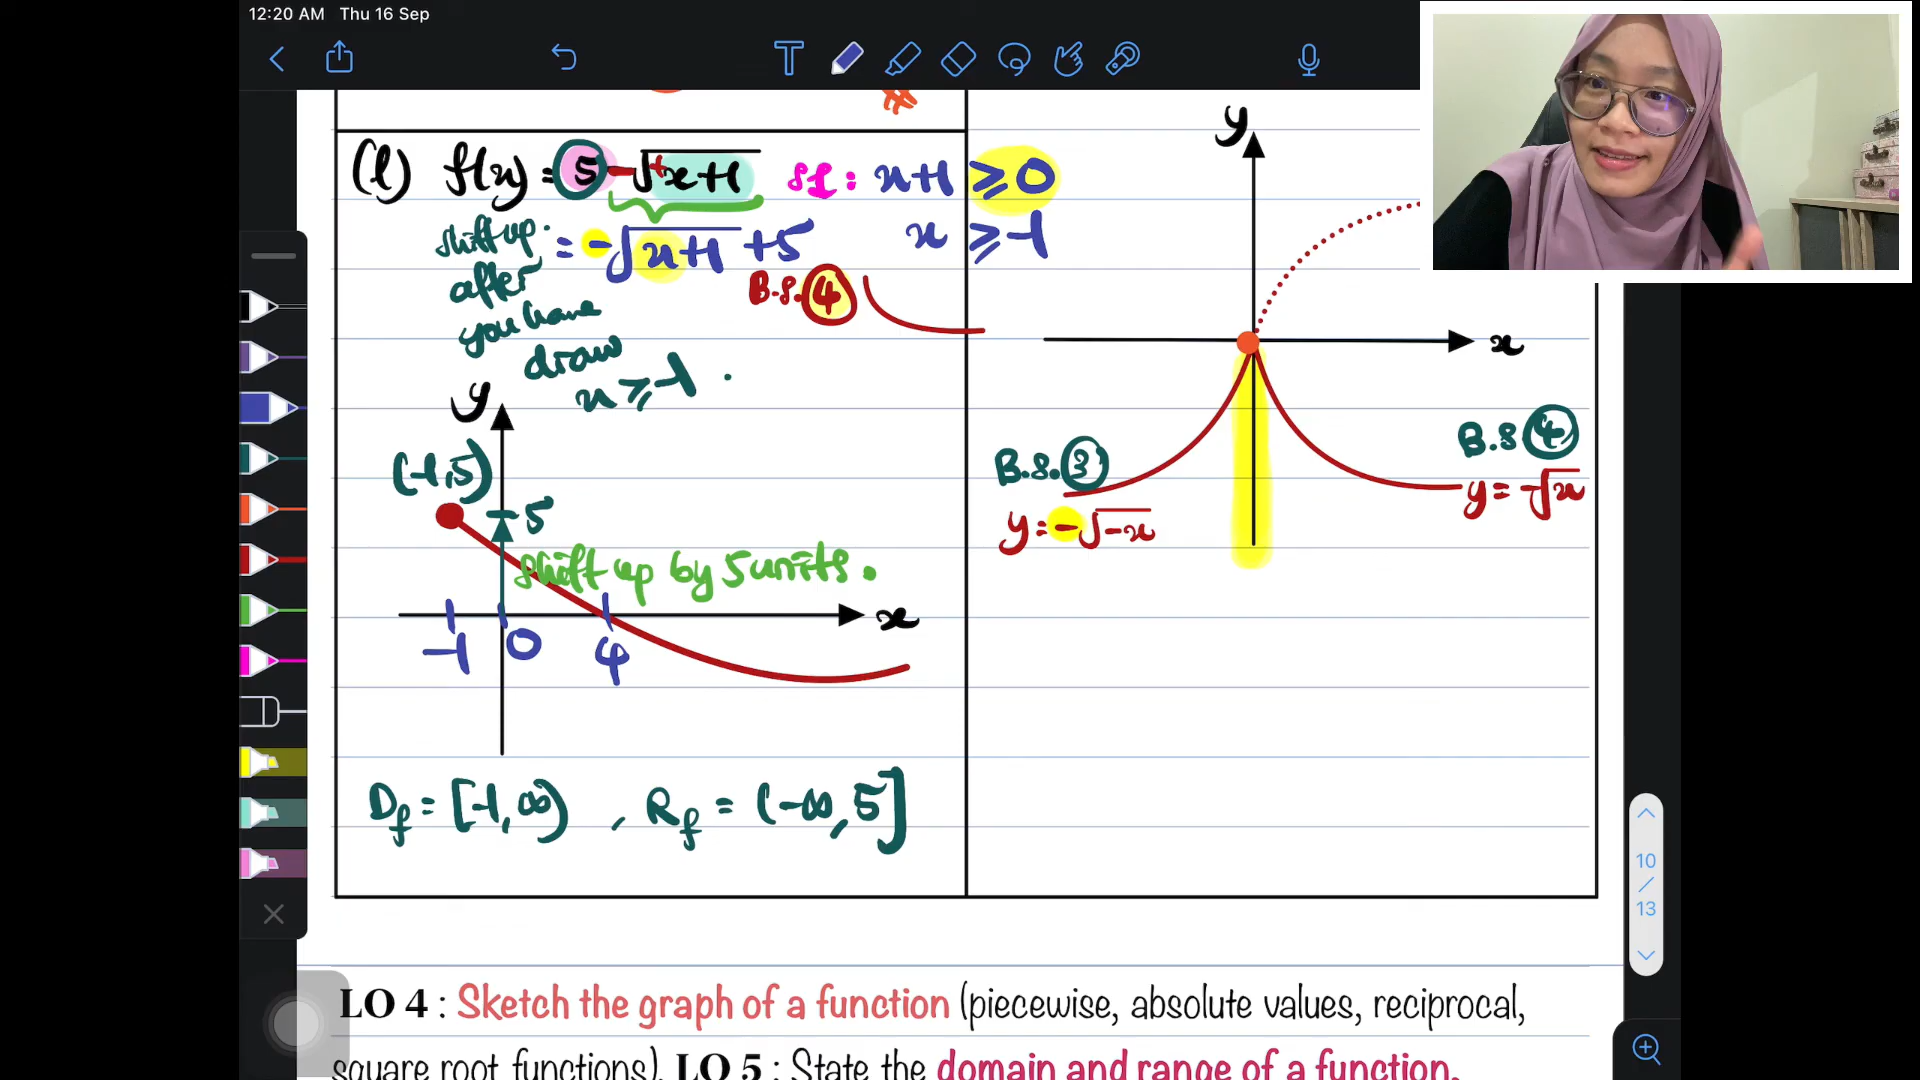 12:20 AM Thu 16 Sep
(l) f(x) = 5 - √x+1
st : x+1 ≥ 0
shift up
after
you have
draw
x ≥ -1 .
= -√x+1 + 5
x ≥ -1
B.S. 4
y
(-1,5)
5
shift up by 5 units.
x
-1
0
4
Df = [-1, ∞) , Rf = (-∞, 5]
y
x
B.S. 3
y = -√-x
B.S 4
y = -√x
10
/
13
LO 4 : Sketch the graph of a function (piecewise, absolute values, reciprocal,
square root functions). LO 5 : State the domain and range of a function.